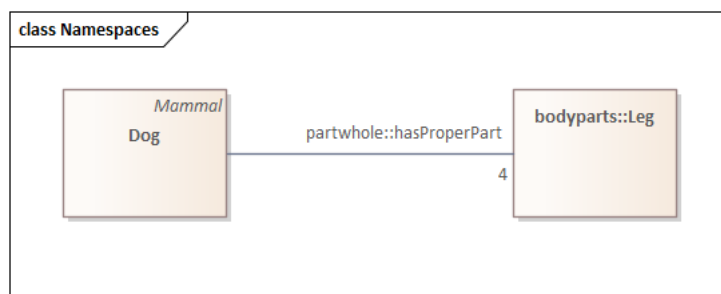 class Namespaces
Mammal
Dog
partwhole::hasProperPart
4
bodyparts::Leg